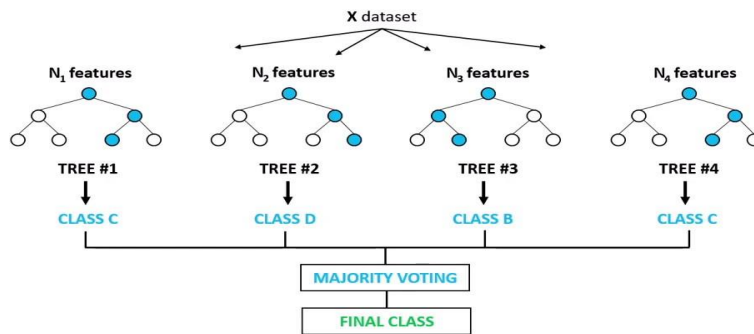 X dataset
N₁ features
N₂ features
N₃ features
N₄ features
TREE #1
TREE #2
TREE #3
TREE #4
CLASS C
CLASS D
CLASS B
CLASS C
MAJORITY VOTING
FINAL CLASS